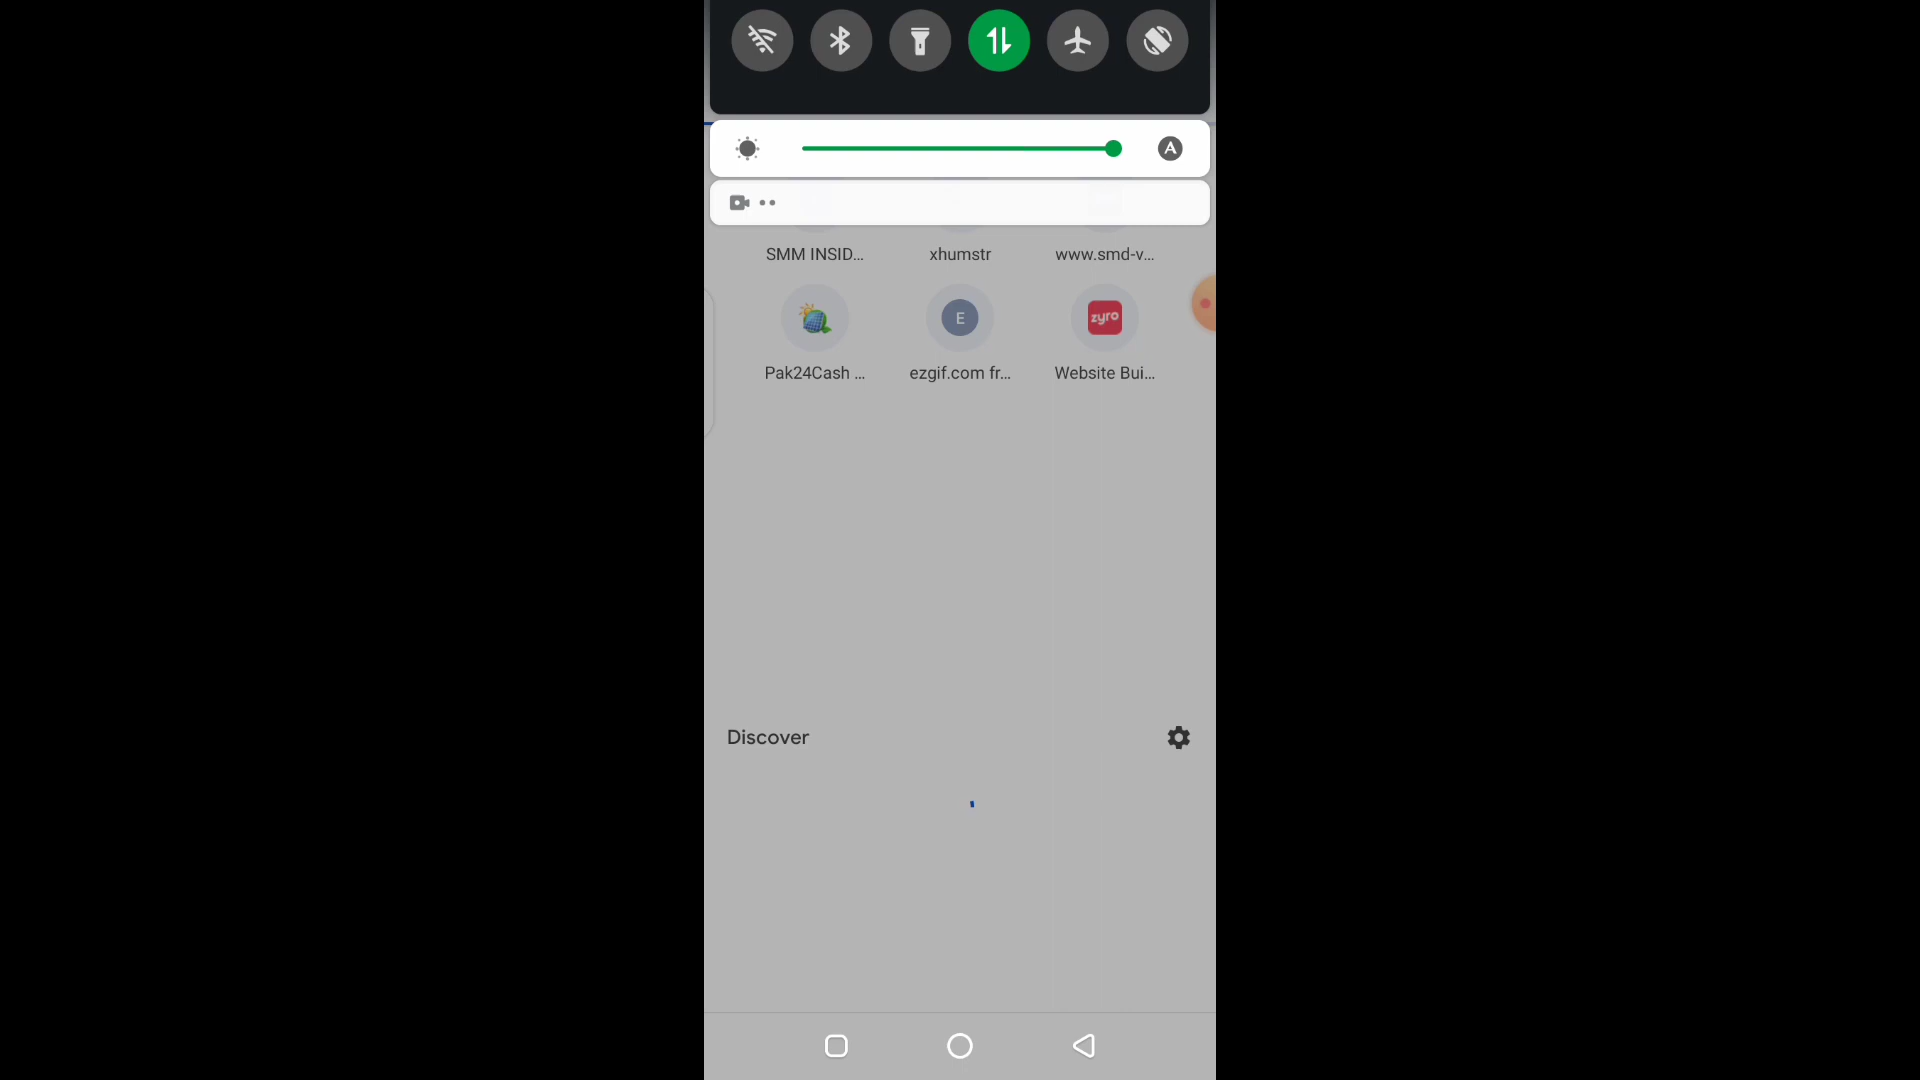 A
SMM INSID... xhumstr www.smd-v...
E zyro
Pak24Cash ... ezgif.com fr... Website Bui...
Discover